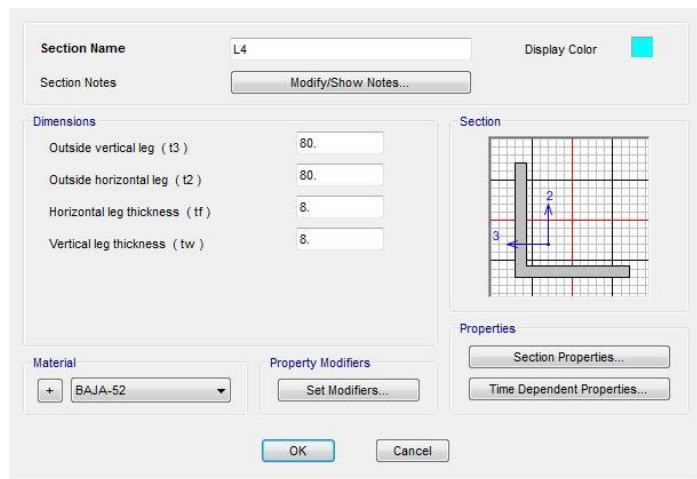 Section Name L4 Display Color
Section Notes Modify/Show Notes...
Dimensions
Outside vertical leg ( t3 ) 80.
Outside horizontal leg ( t2 ) 80.
Horizontal leg thickness ( tf ) 8.
Vertical leg thickness ( tw ) 8.
Section
2
3
Properties
Section Properties...
Time Dependent Properties...
Material
+ BAJA-52
Property Modifiers
Set Modifiers...
OK Cancel